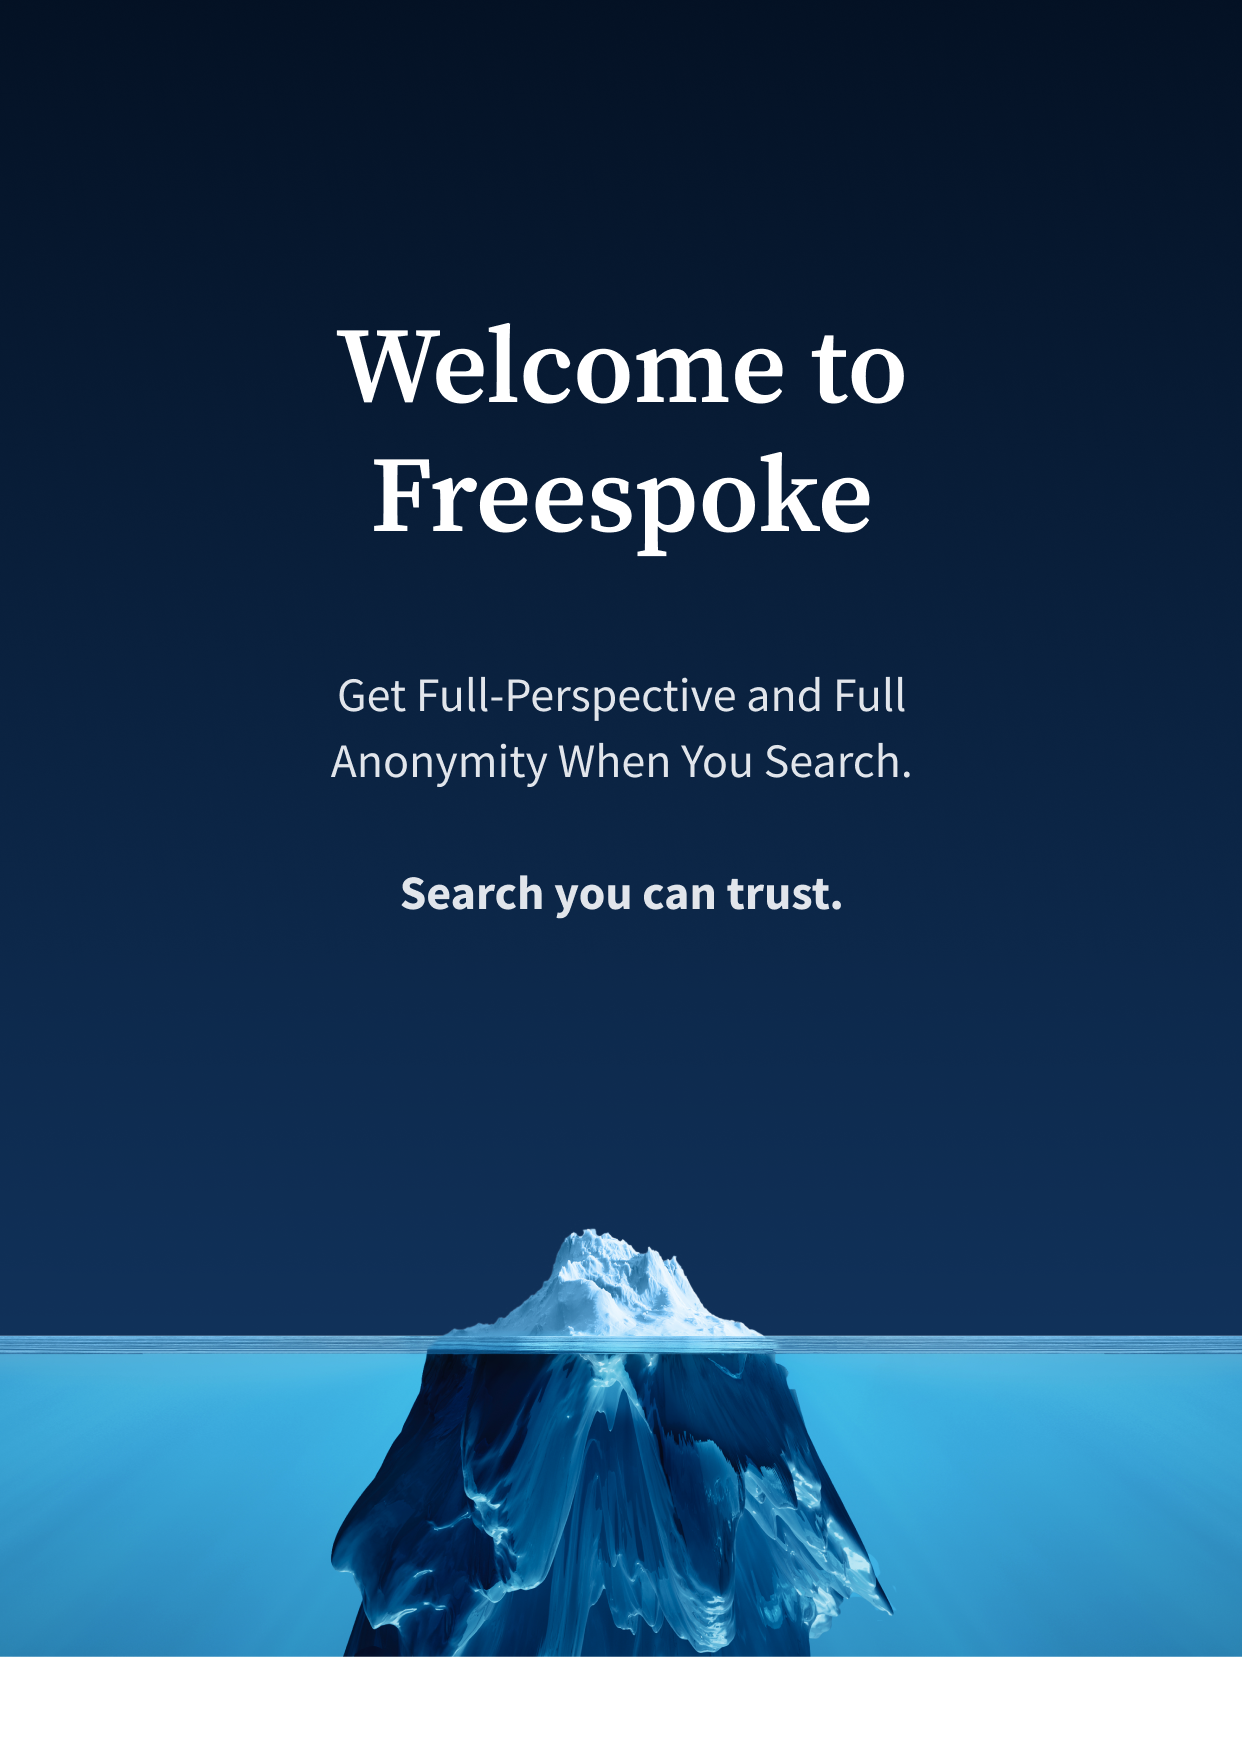 Welcome to
Freespoke
Get Full-Perspective and Full
Anonymity When You Search.
Search you can trust.